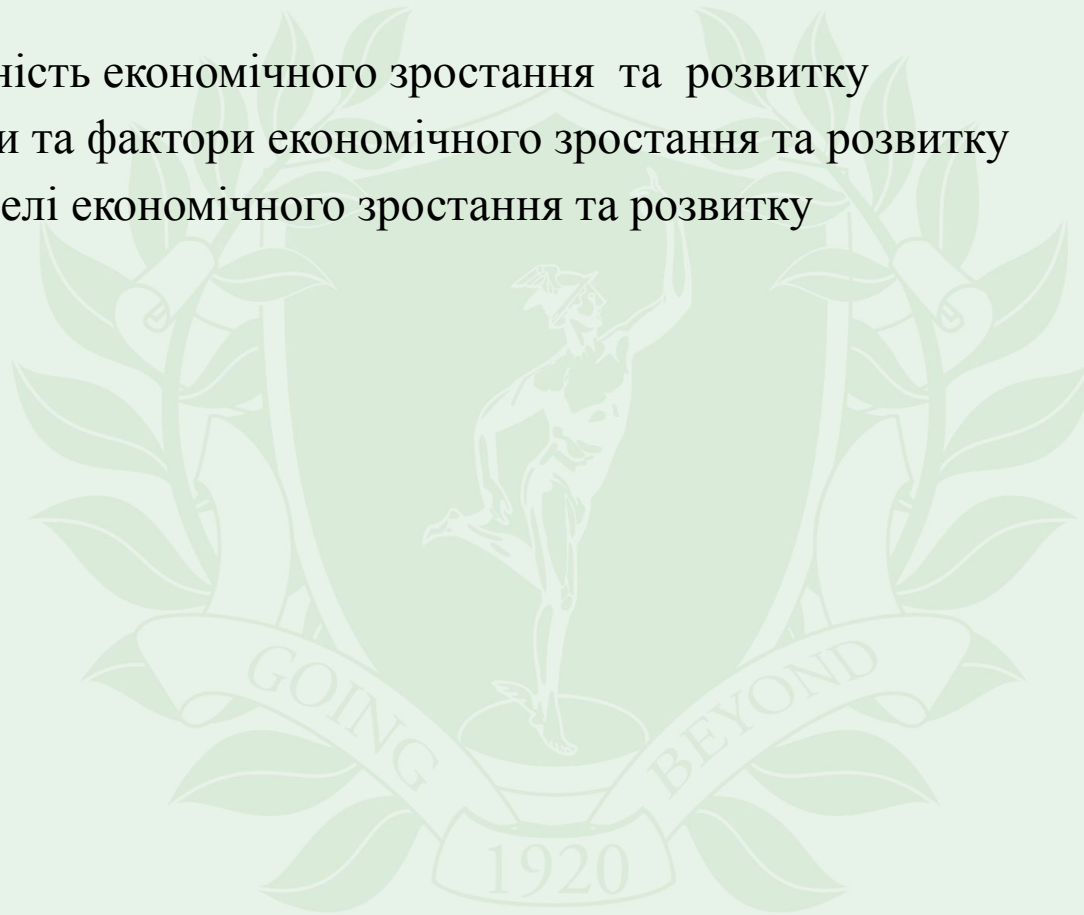 ність економічного зростання та розвитку
и та фактори економічного зростання та розвитку
елі економічного зростання та розвитку
GOING BEYOND
1920